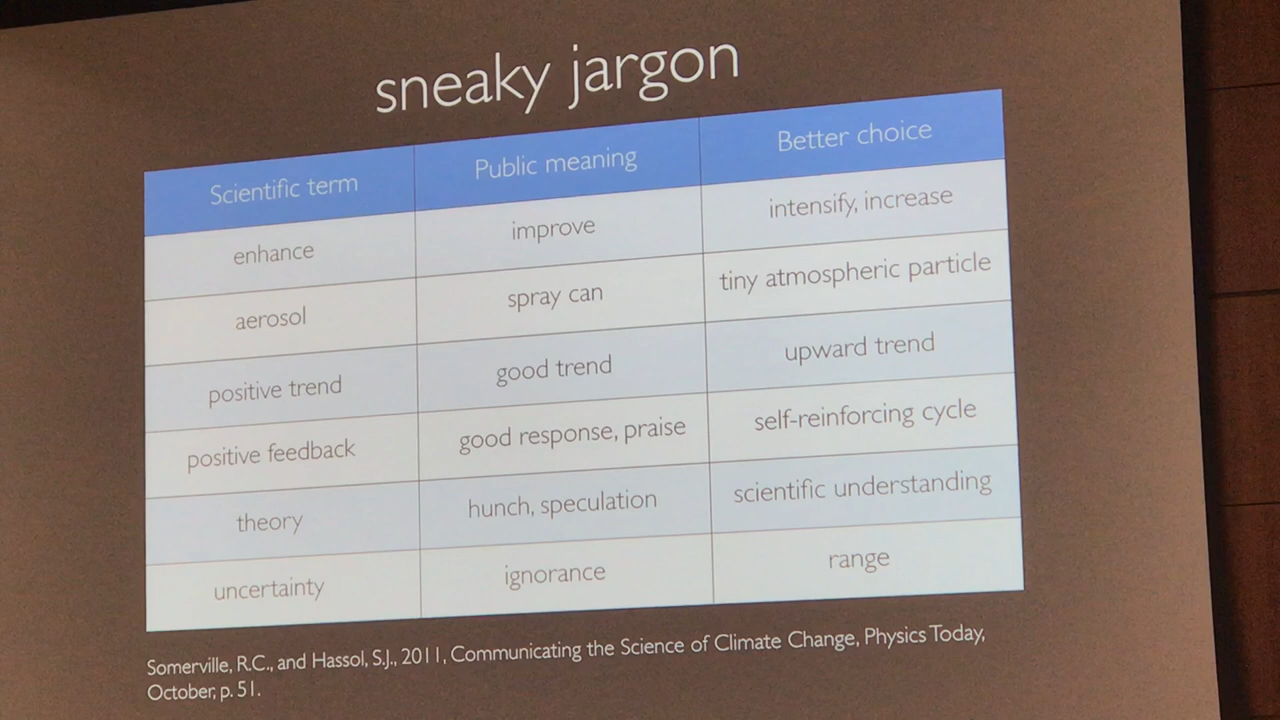 sneaky jargon
Scientific term Public meaning Better choice
enhance improve intensify, increase
aerosol spray can tiny atmospheric particle
positive trend good trend upward trend
positive feedback good response, praise self-reinforcing cycle
theory hunch, speculation scientific understanding
uncertainty ignorance range
Somerville, R.C., and Hassol, S.J., 2011, Communicating the Science of Climate Change, Physics Today,
October, p. 51.